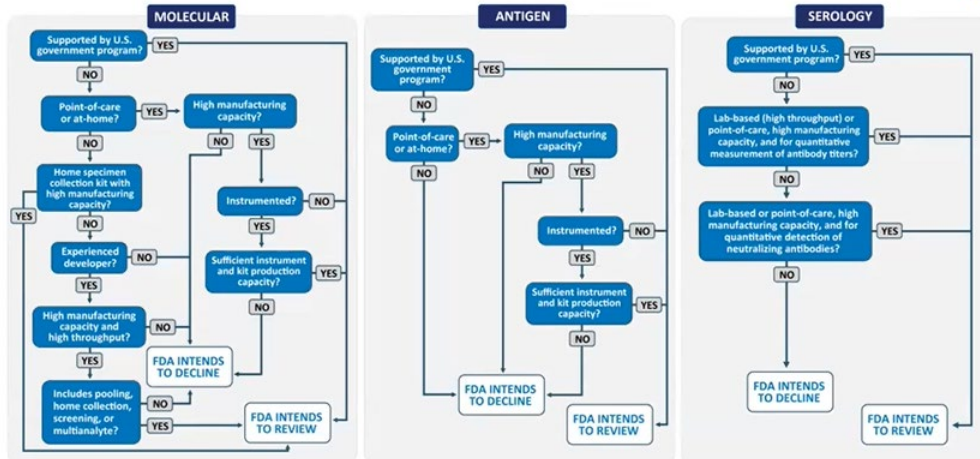 MOLECULAR
Supported by U.S.
government program?
YES
NO
Point-of-care
or at-home?
YES
High manufacturing
capacity?
NO
NO
YES
Home specimen
collection kit with
high manufacturing
capacity?
YES
Instrumented?
NO
NO
YES
Experienced
developer?
NO
Sufficient instrument
and kit production
capacity?
YES
YES
NO
High manufacturing
capacity and
high throughput?
NO
YES
FDA INTENDS
TO DECLINE
Includes pooling,
home collection,
screening, or
multianalyte?
NO
YES
FDA INTENDS
TO REVIEW
ANTIGEN
Supported by U.S.
government
program?
YES
NO
Point-of-care
or at-home?
YES
High manufacturing
capacity?
NO
NO
YES
Instrumented?
NO
YES
Sufficient instrument
and kit production
capacity?
YES
NO
FDA INTENDS
TO DECLINE
FDA INTENDS
TO REVIEW
SEROLOGY
Supported by U.S.
government program?
YES
NO
Lab-based (high throughput) or
point-of-care, high manufacturing
capacity, and for quantitative
measurement of antibody titers?
YES
NO
Lab-based or point-of-care, high
manufacturing capacity, and for
quantitative detection of
neutralizing antibodies?
YES
NO
FDA INTENDS
TO DECLINE
FDA INTENDS
TO REVIEW